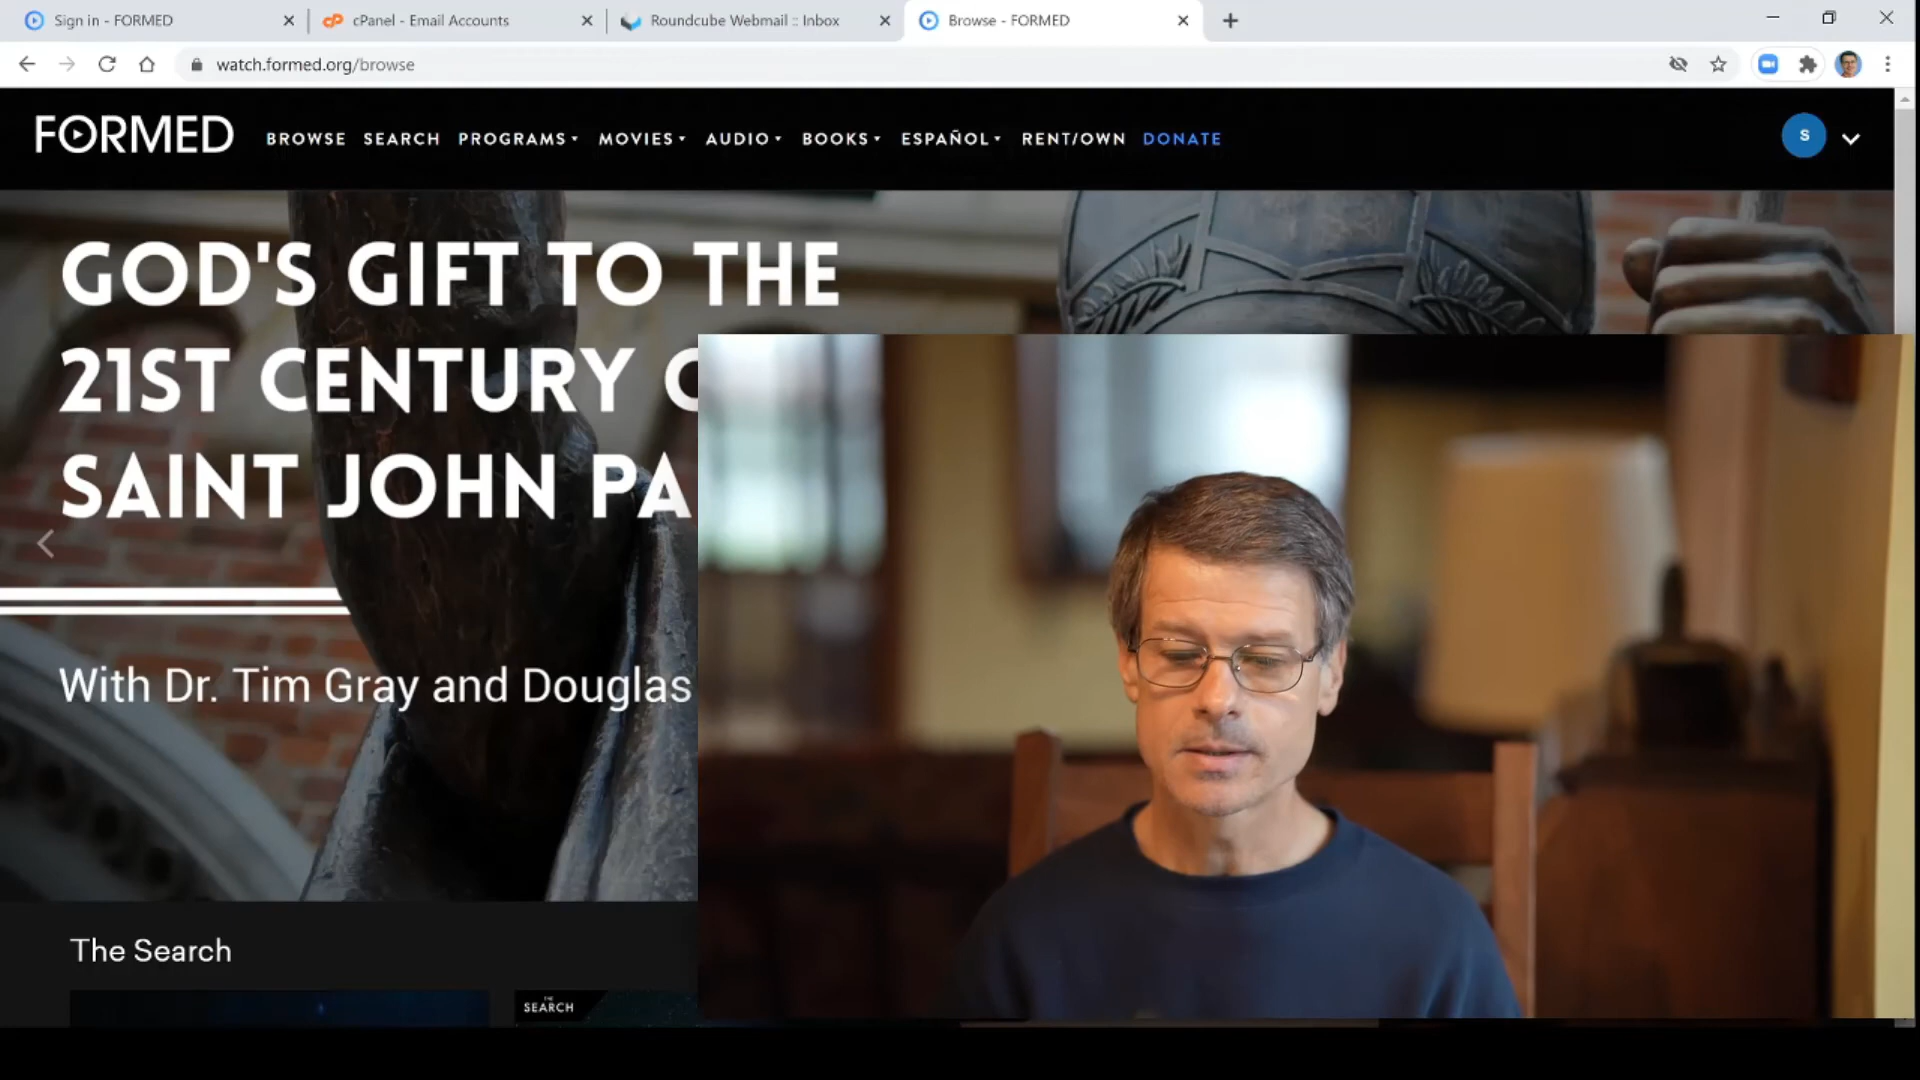 Sign in - FORMED
cPanel - Email Accounts
Roundcube Webmail :: Inbox
Browse - FORMED
watch.formed.org/browse
FORMED BROWSE SEARCH PROGRAMS MOVIES AUDIO BOOKS ESPAÑOL RENT/OWN DONATE S
GOD'S GIFT TO THE
21ST CENTURY
SAINT JOHN PA
With Dr. Tim Gray and Douglas
The Search
THE
SEARCH